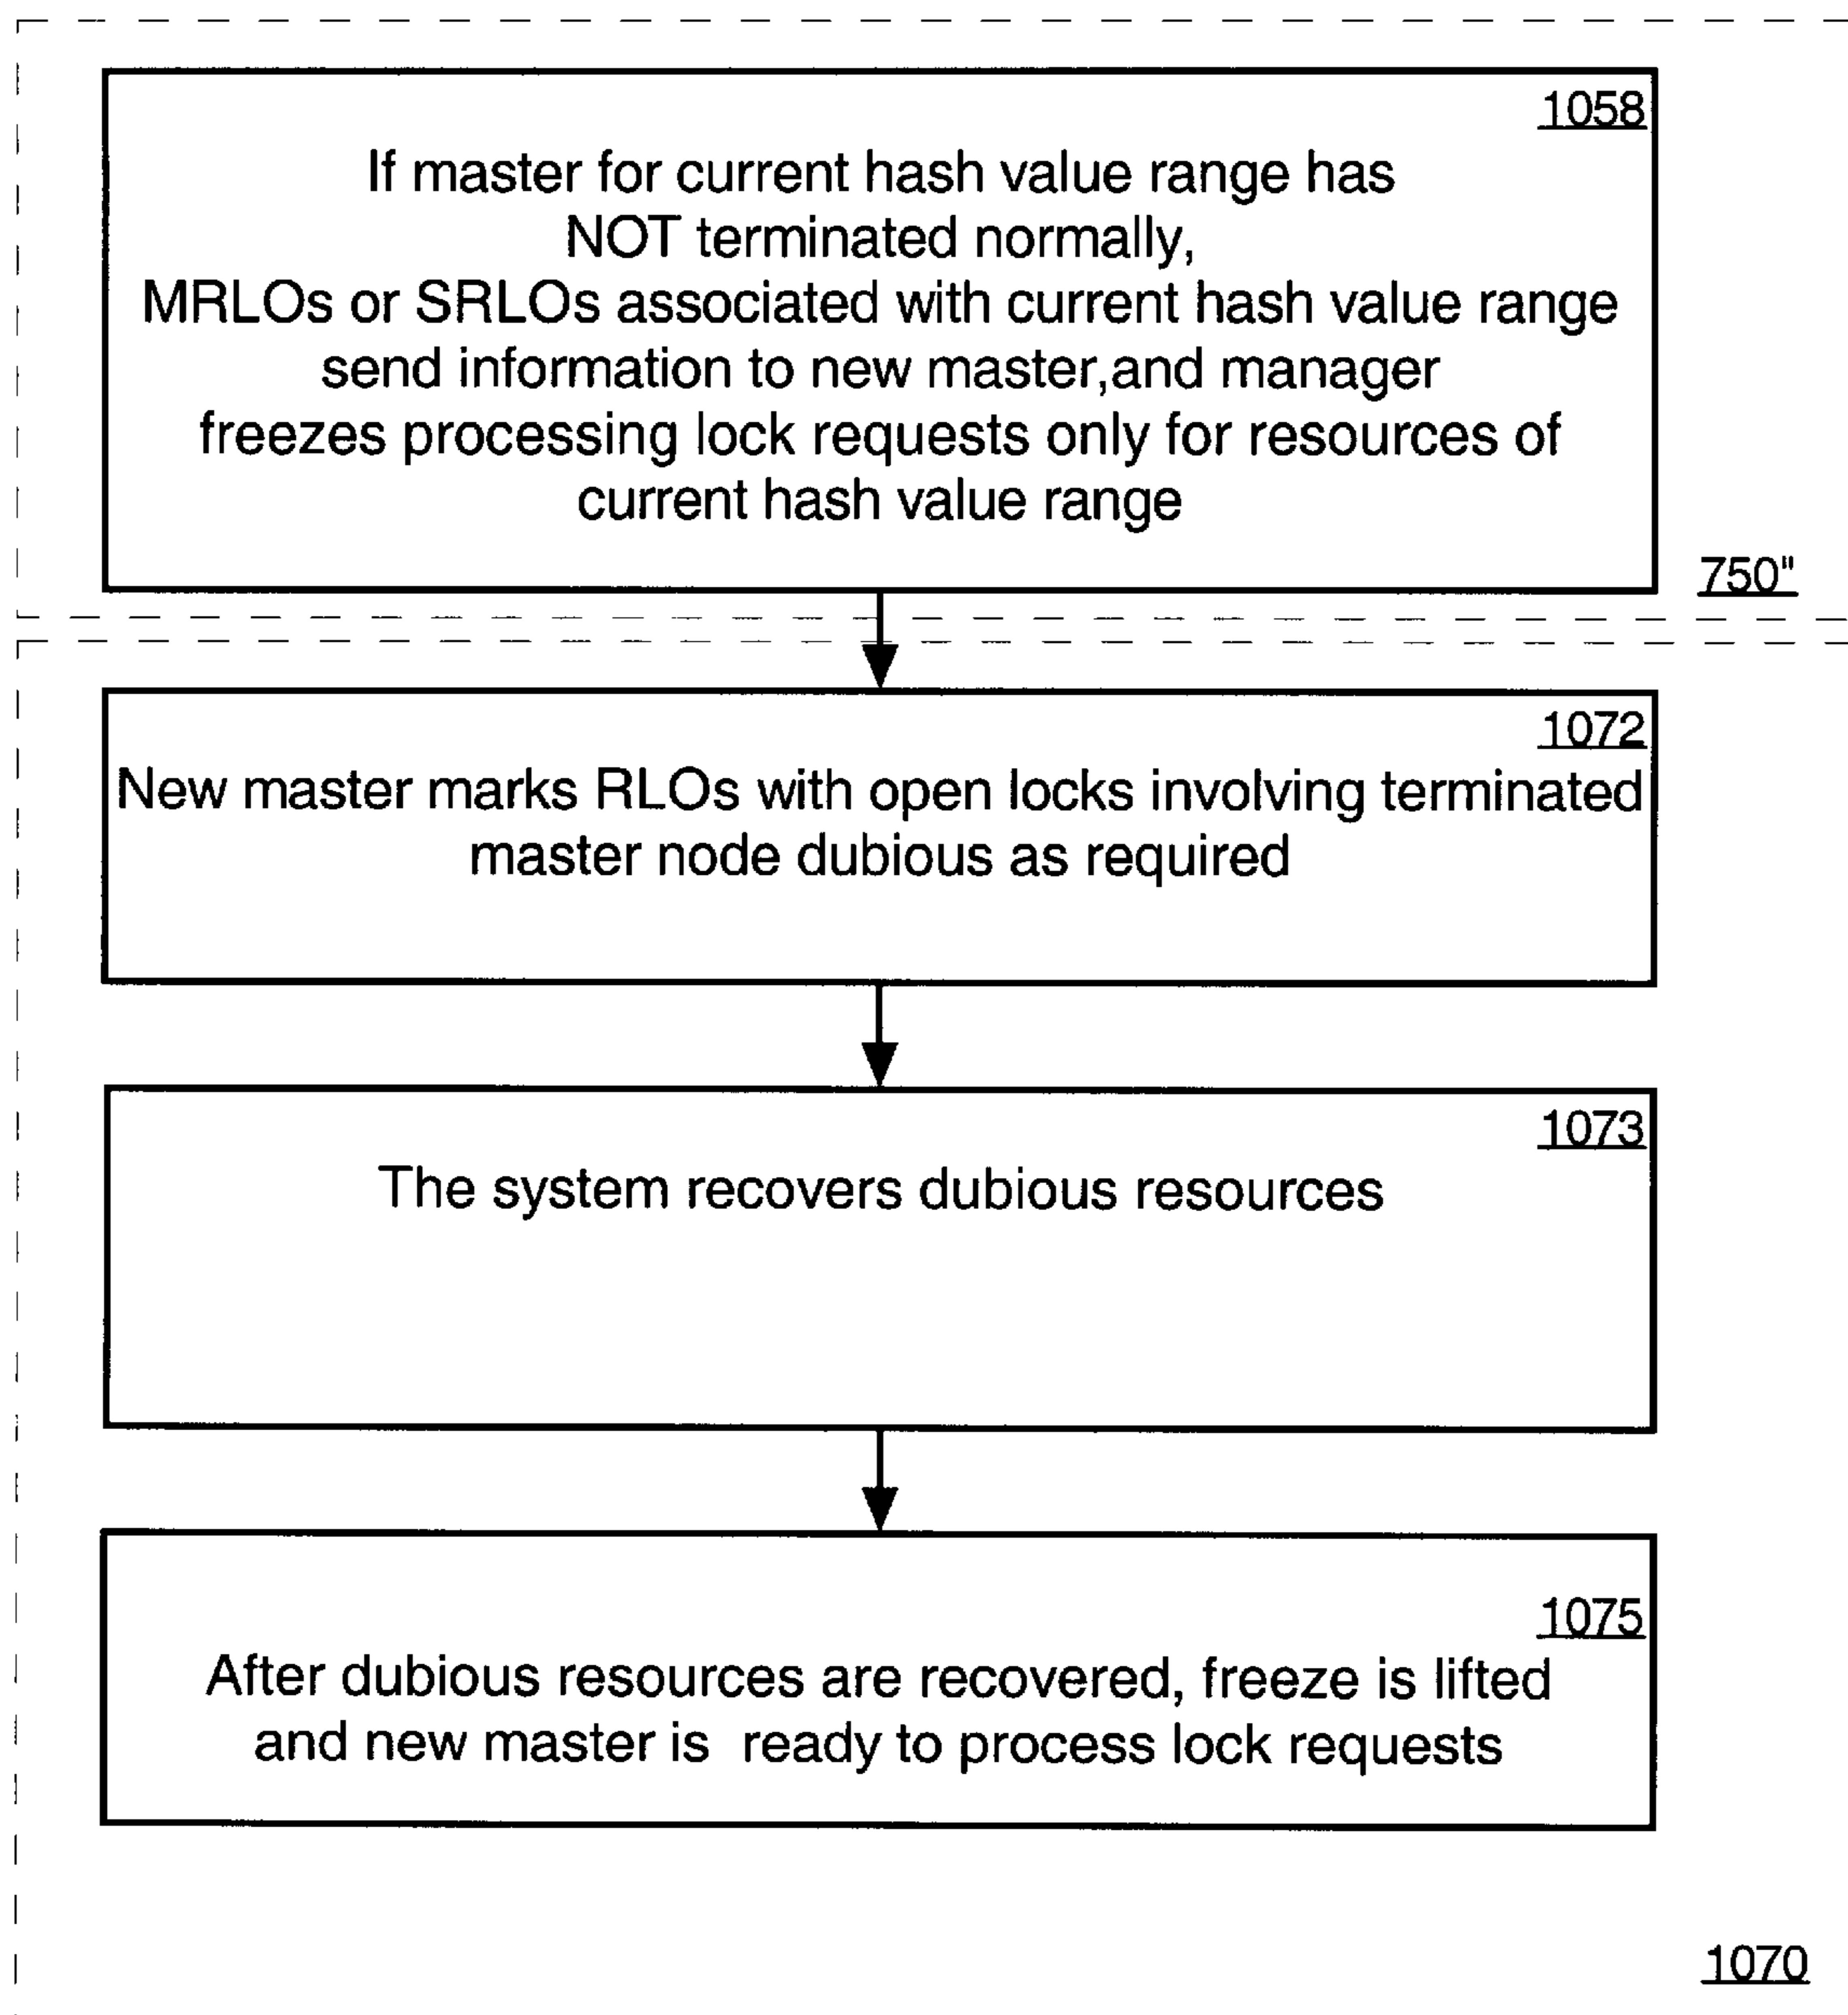 1058
If master for current hash value range has
NOT terminated normally,
MRLOs or SRLOs associated with current hash value range
send information to new master,and manager
freezes processing lock requests only for resources of
current hash value range
750"
1072
New master marks RLOs with open locks involving terminated
master node dubious as required
1073
The system recovers dubious resources
1075
After dubious resources are recovered, freeze is lifted
and new master is ready to process lock requests
1070